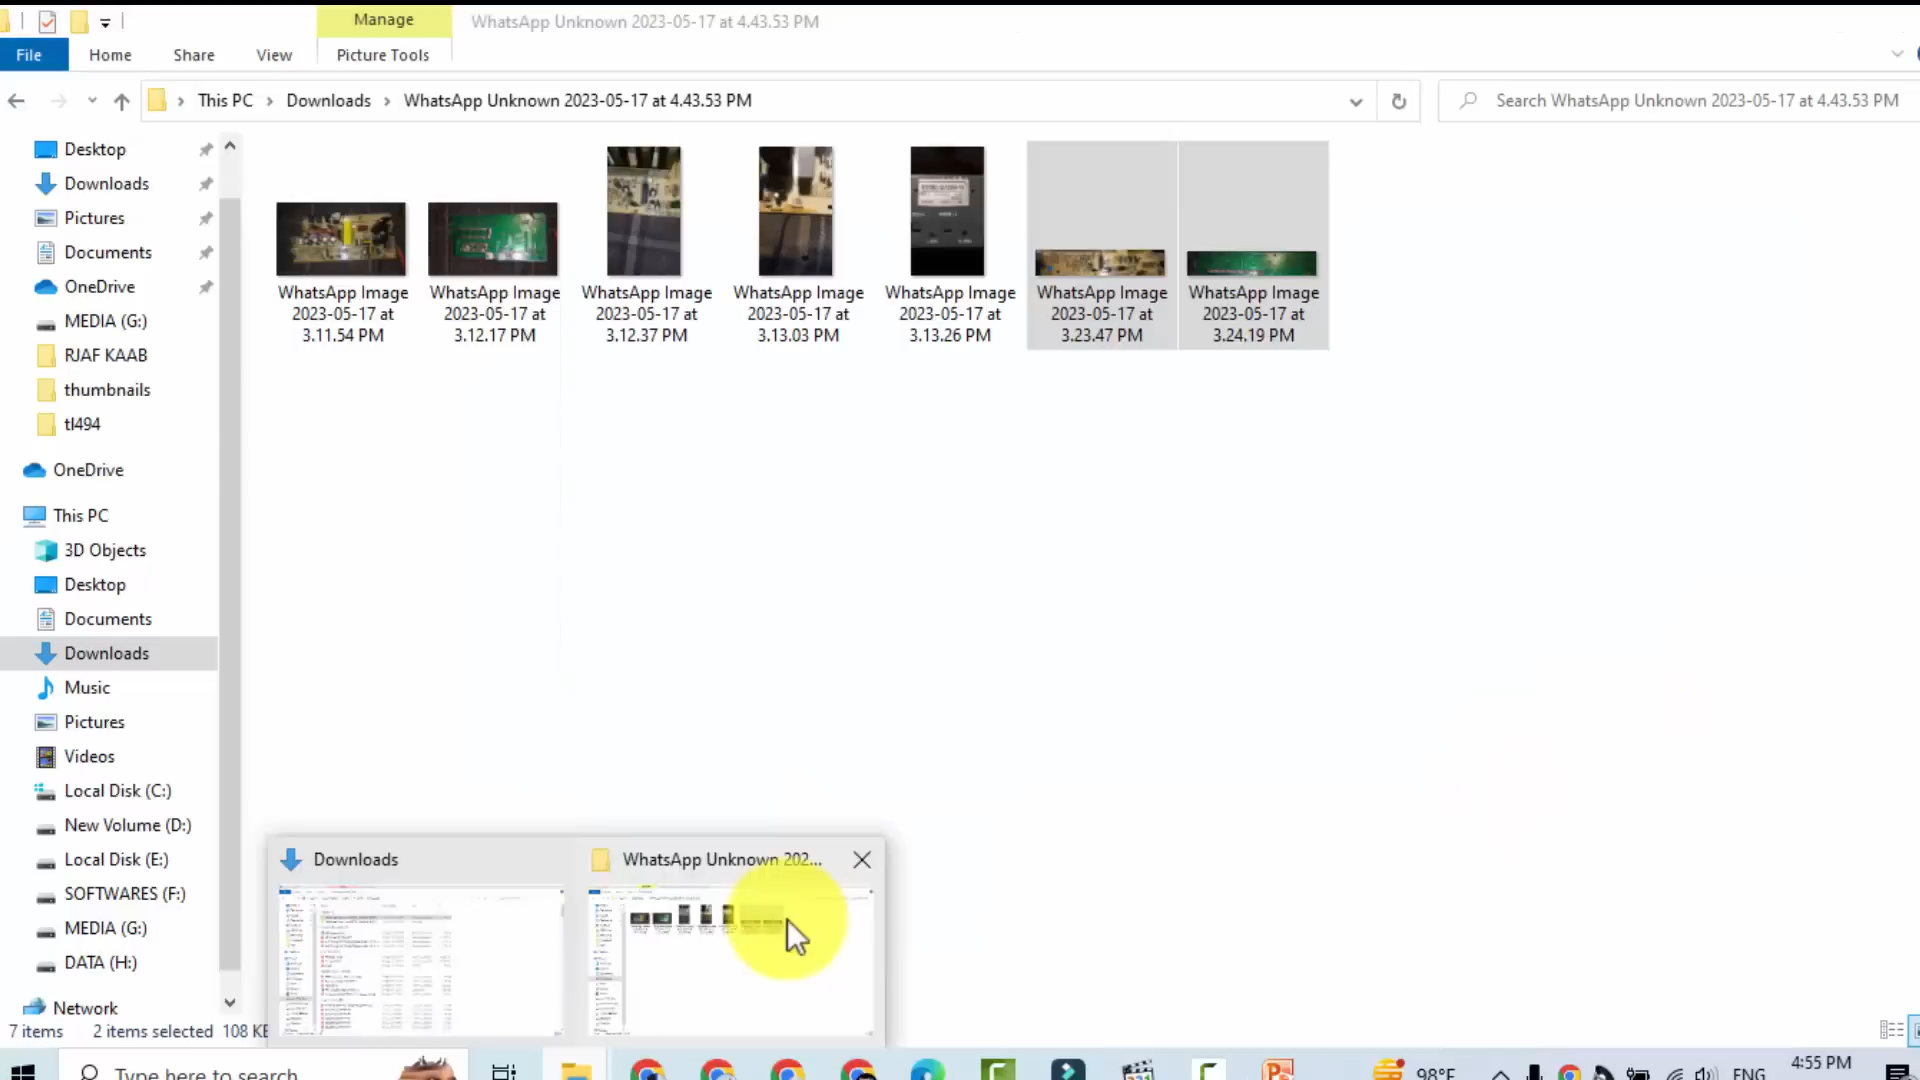 Manage
WhatsApp Unknown 2023-05-17 at 4.43.53 PM
File
Home
Share
View
Picture Tools
This PC
Downloads
WhatsApp Unknown 2023-05-17 at 4.43.53 PM
Search WhatsApp Unknown 2023-05-17 at 4.43.53 PM
Desktop
Downloads
Pictures
Documents
OneDrive
MEDIA (G:)
RJAF KAAB
thumbnails
tl494
OneDrive
This PC
3D Objects
Desktop
Documents
Downloads
Music
Pictures
Videos
Local Disk (C:)
New Volume (D:)
Local Disk (E:)
SOFTWARES (F:)
MEDIA (G:)
DATA (H:)
Network
WhatsApp Image
2023-05-17 at
3.11.54 PM
WhatsApp Image
2023-05-17 at
3.12.17 PM
WhatsApp Image
2023-05-17 at
3.12.37 PM
WhatsApp Image
2023-05-17 at
3.13.03 PM
WhatsApp Image
2023-05-17 at
3.13.26 PM
WhatsApp Image
2023-05-17 at
3.23.47 PM
WhatsApp Image
2023-05-17 at
3.24.19 PM
Downloads
WhatsApp Unknown 202...
7 items
2 items selected 108 KB
Type here to search
98°F
ENG
4:55 PM